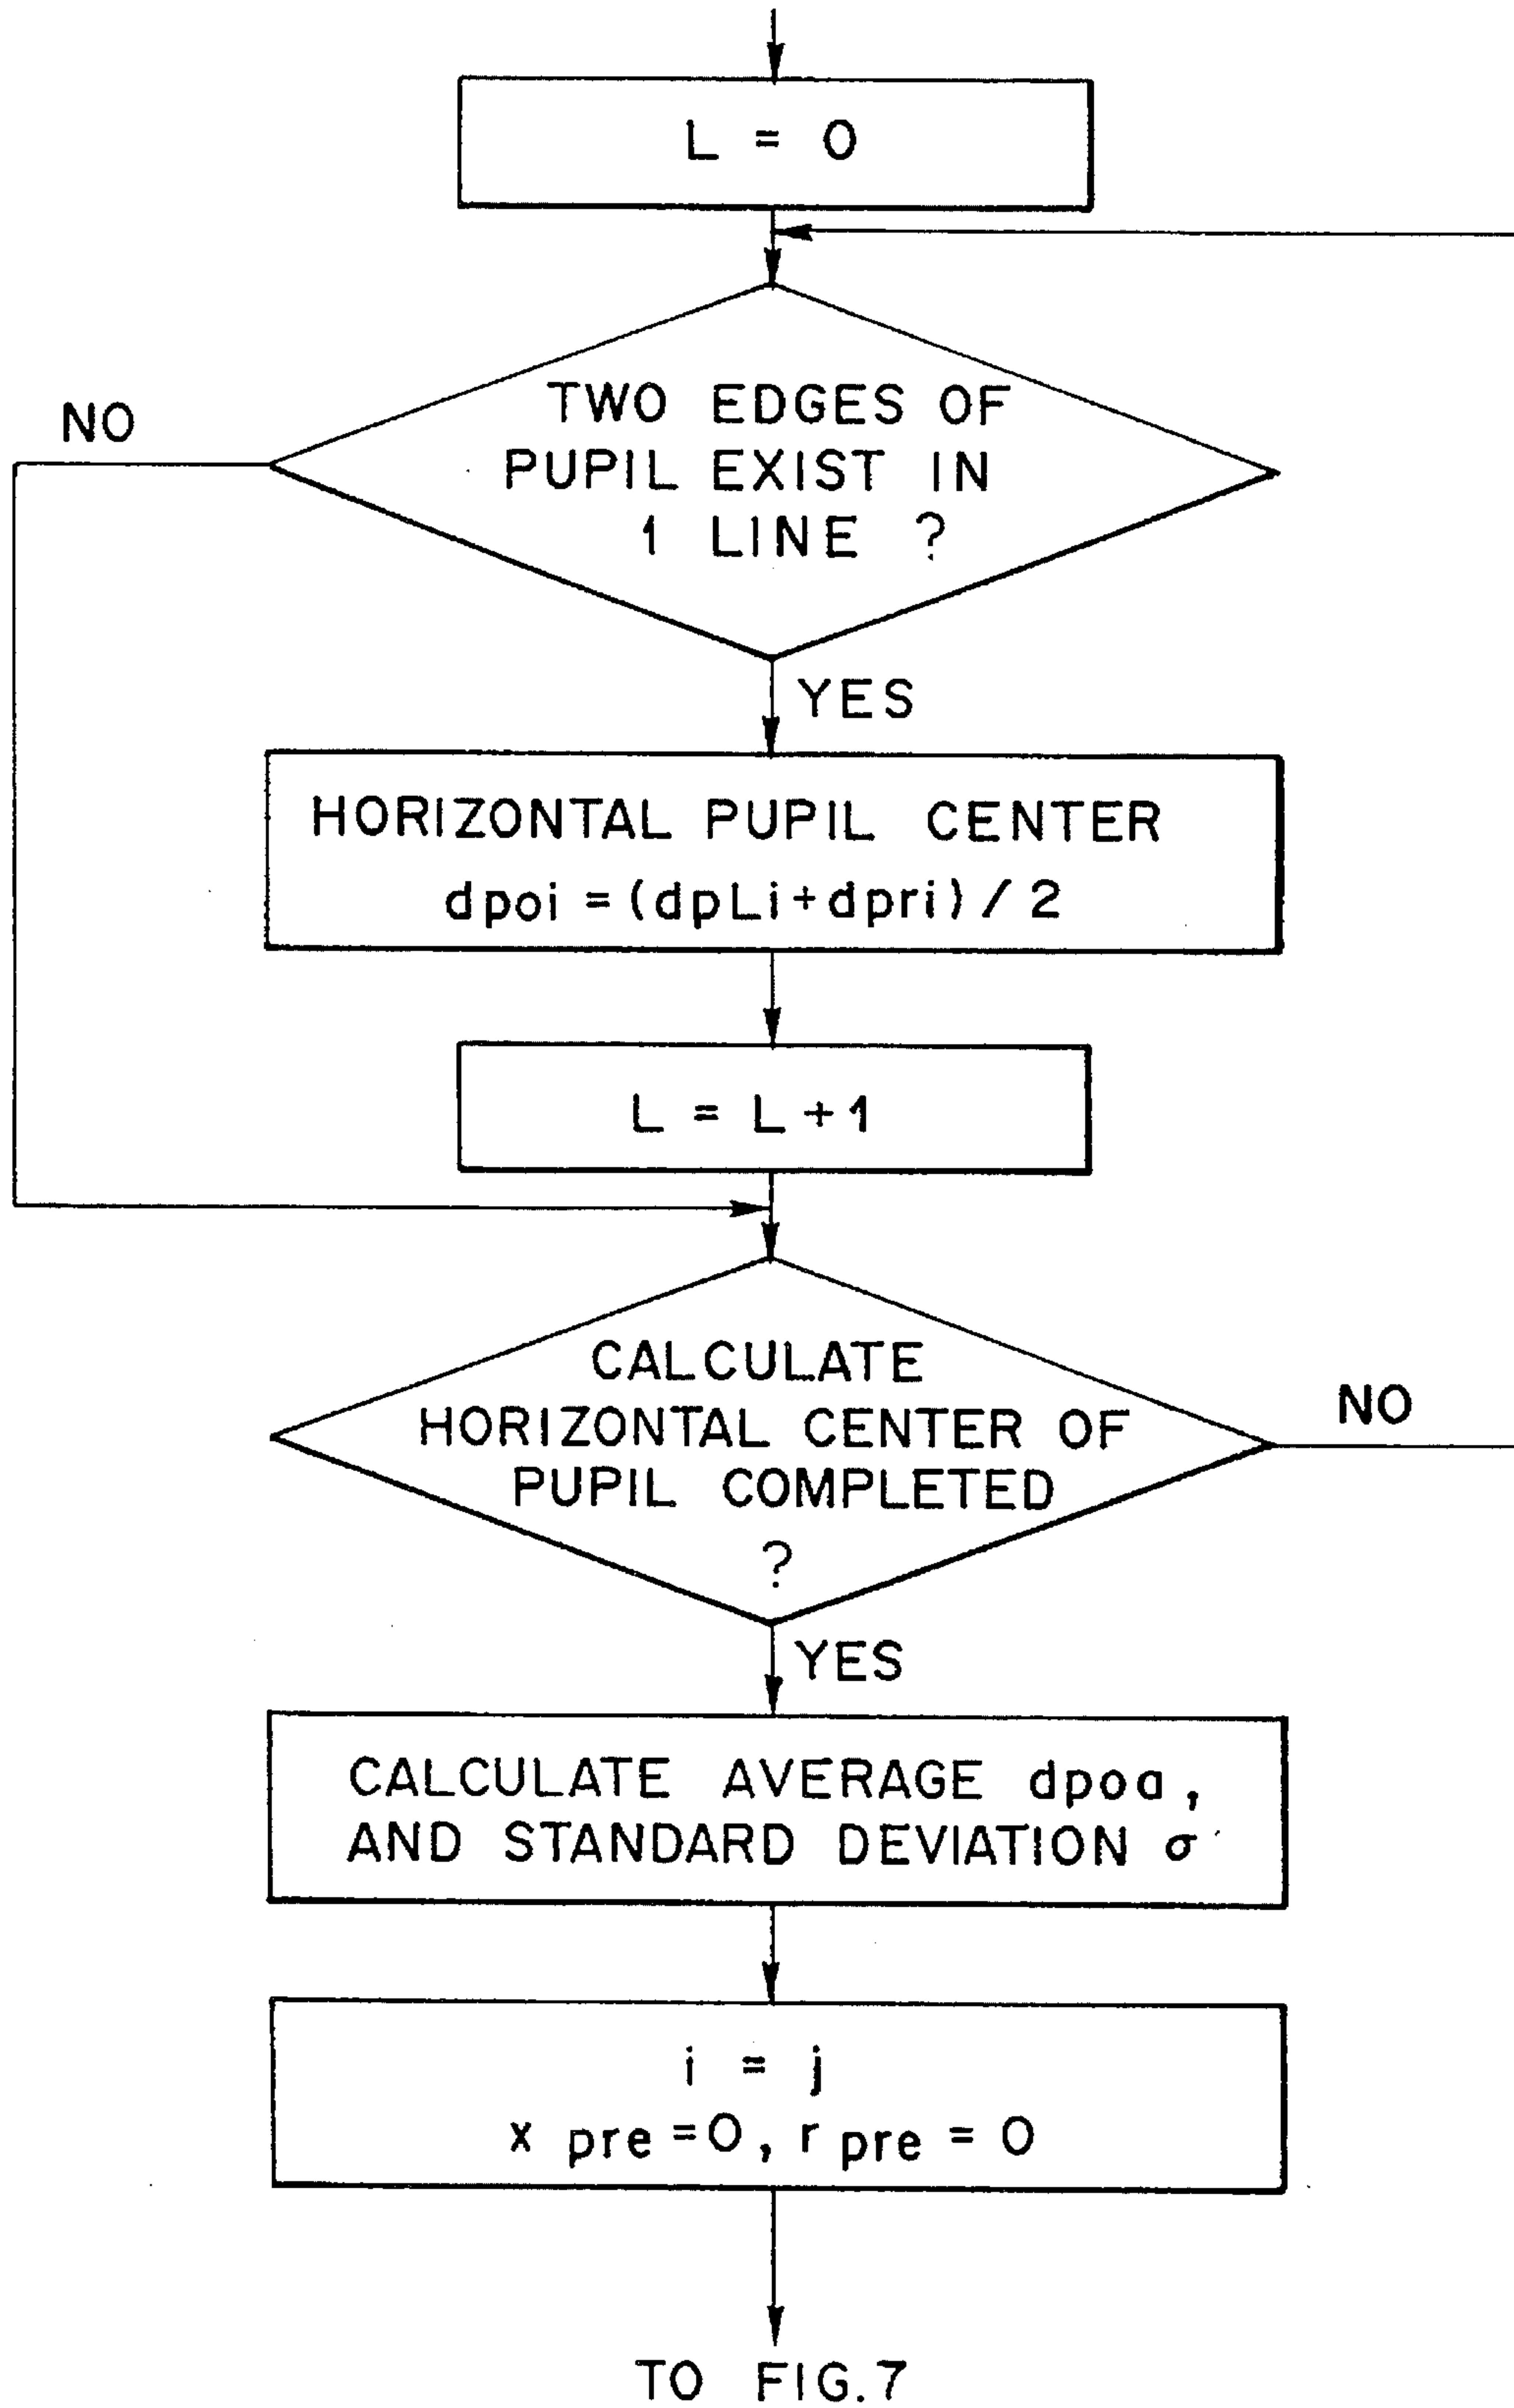 L = 0
TWO EDGES OF
PUPIL EXIST IN
1 LINE ?
NO
YES
HORIZONTAL PUPIL CENTER
dpoi = (dpLi+dpri) / 2
L = L +1
CALCULATE
HORIZONTAL CENTER OF
PUPIL COMPLETED
?
NO
YES
CALCULATE AVERAGE dpoa,
AND STANDARD DEVIATION σ
i = j
x pre =0, r pre = 0
TO FIG.7